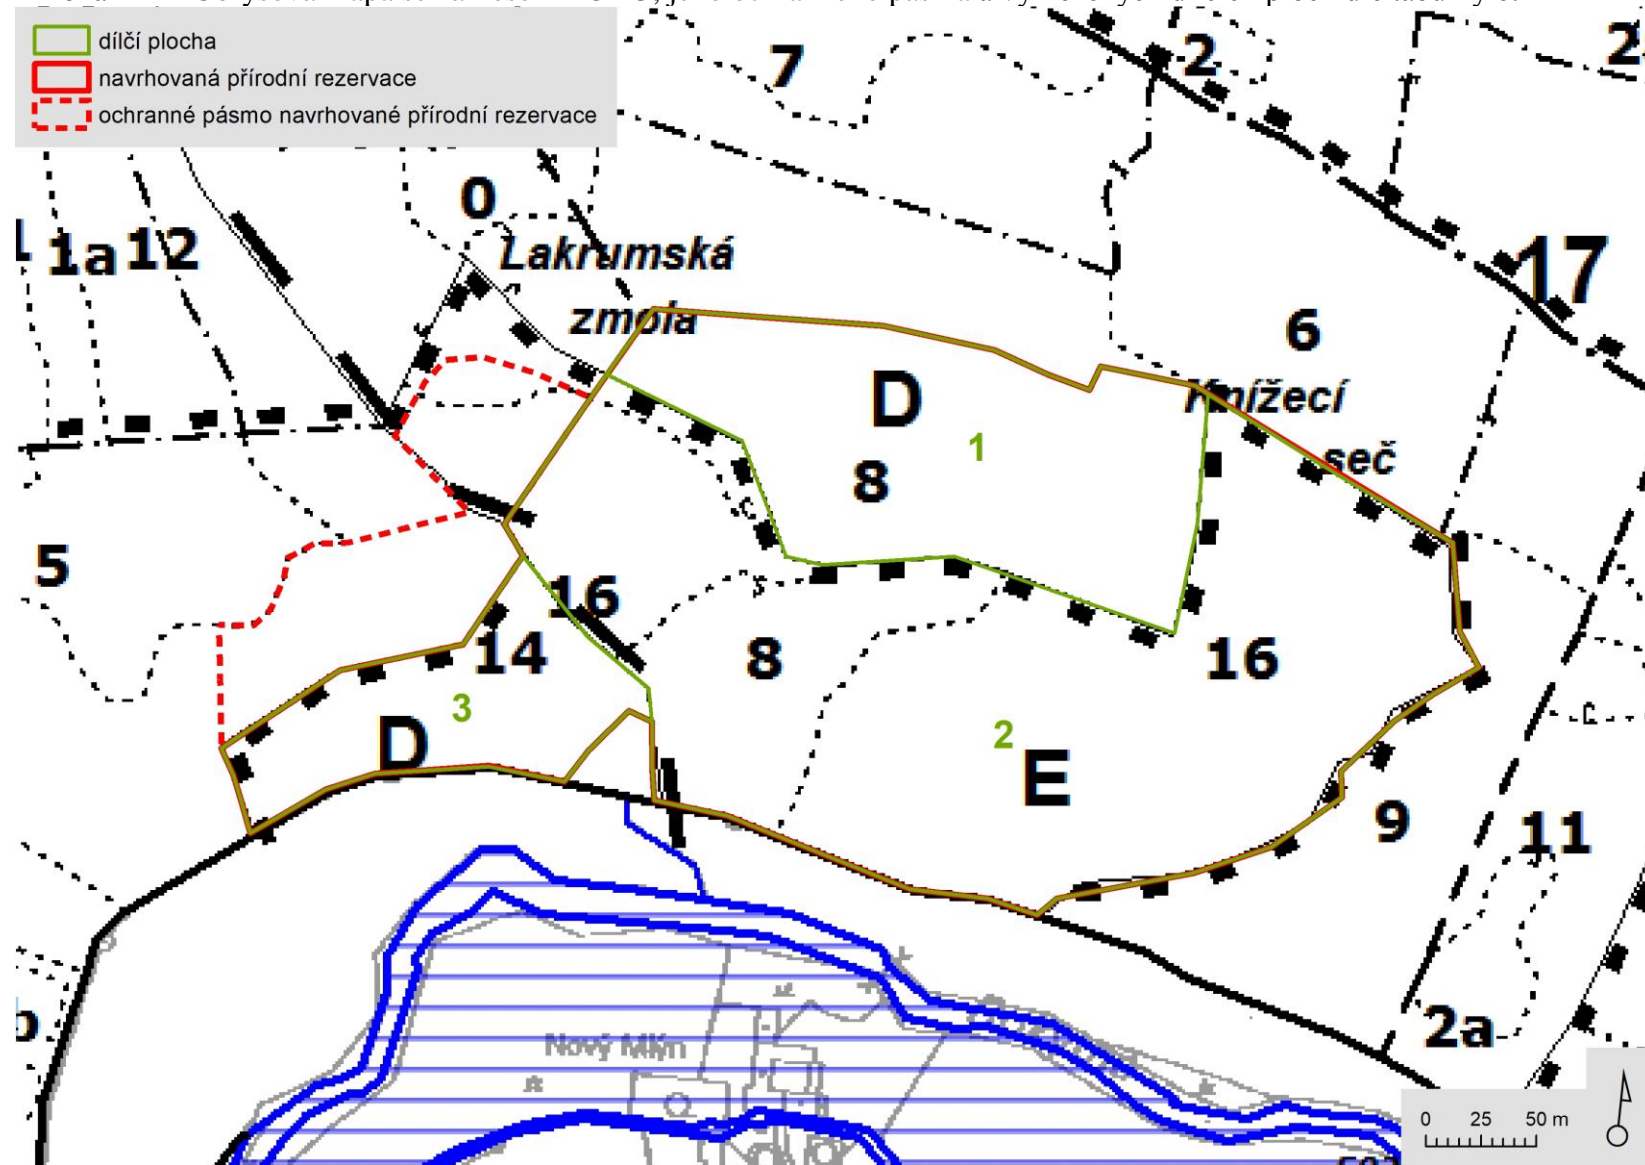 dílčí plocha
navrhovaná přírodní rezervace
ochranné pásmo navrhované přírodní rezervace
7
2
0
1a
12
Lakrumská
zmola
17
6
D
1
8
Knížecí
seč
5
16
14
8
16
3
2
D
E
9
11
2a
Nový Mlýn
0 25 50 m